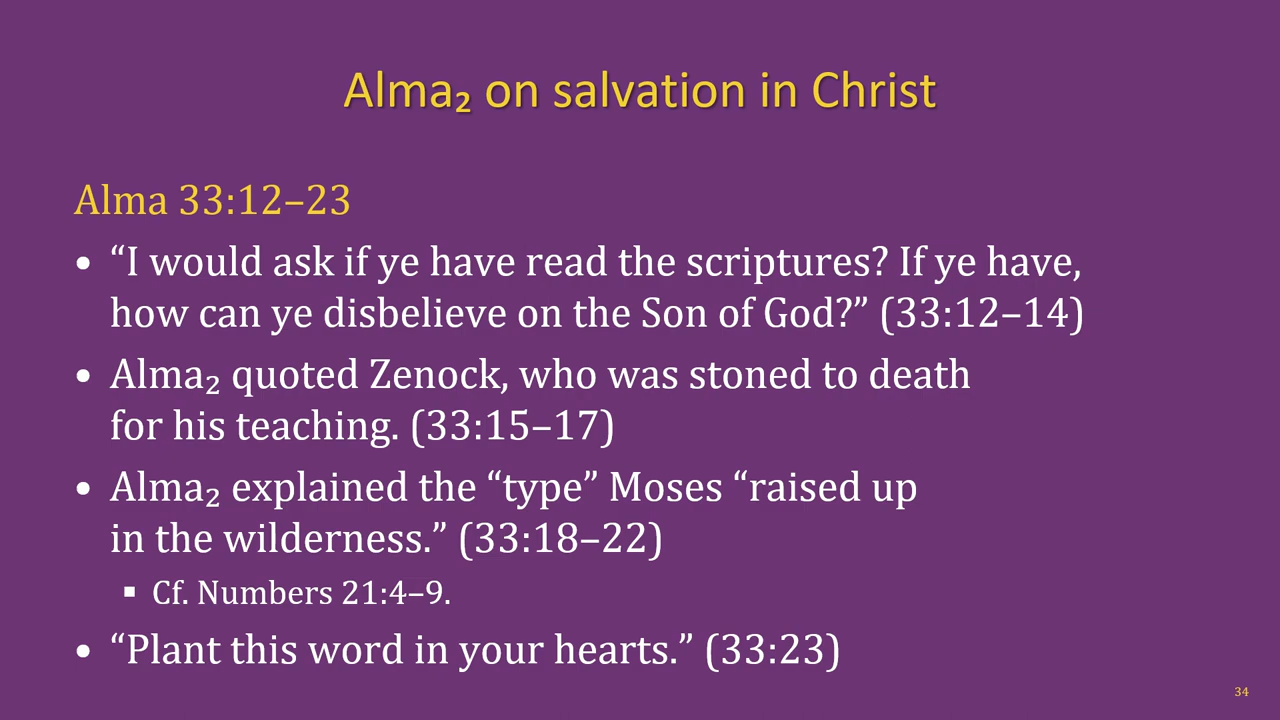 Alma₂ on salvation in Christ
Alma 33:12–23
• “I would ask if ye have read the scriptures? If ye have,
how can ye disbelieve on the Son of God?” (33:12–14)
• Alma₂ quoted Zenock, who was stoned to death
for his teaching. (33:15–17)
• Alma₂ explained the “type” Moses “raised up
in the wilderness.” (33:18–22)
▪ Cf. Numbers 21:4–9.
• “Plant this word in your hearts.” (33:23)
34